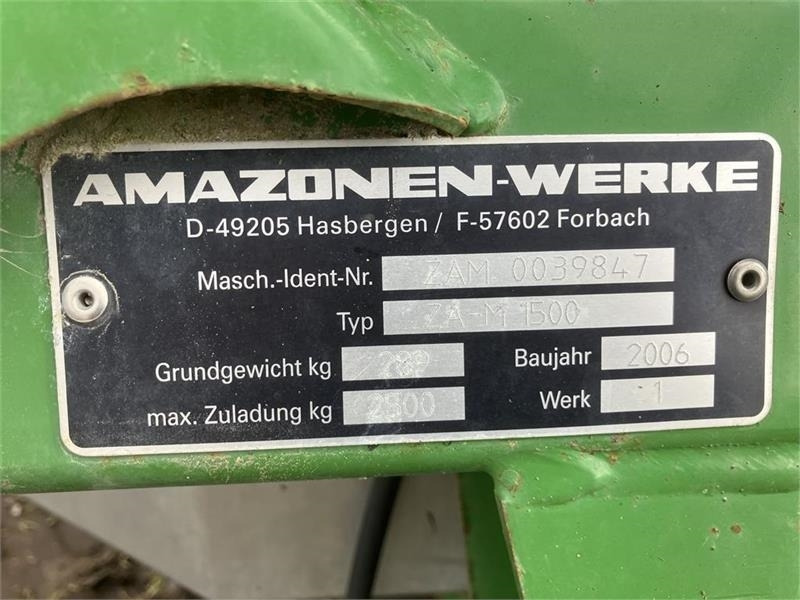 AMAZONEN-WERKE
D-49205 Hasbergen / F-57602 Forbach
Masch.-Ident-Nr. ZAM 0039847
Typ ZA-M 1500
Grundgewicht kg 289 Baujahr 2006
max. Zuladung kg 2500 Werk 1